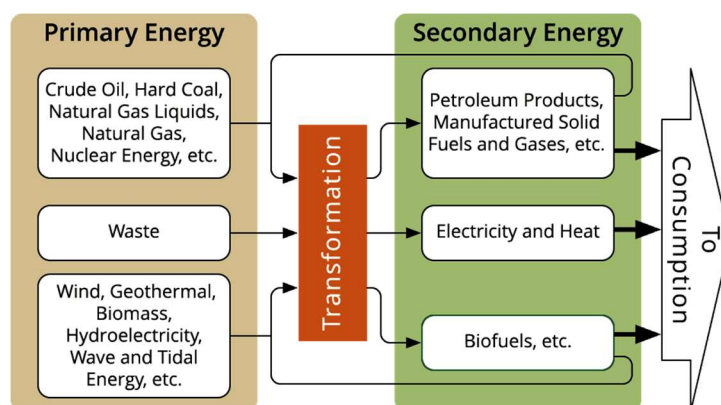 Primary Energy
Crude Oil, Hard Coal,
Natural Gas Liquids,
Natural Gas,
Nuclear Energy, etc.
Waste
Wind, Geothermal,
Biomass,
Hydroelectricity,
Wave and Tidal
Energy, etc.
Transformation
Secondary Energy
Petroleum Products,
Manufactured Solid
Fuels and Gases, etc.
Electricity and Heat
Biofuels, etc.
To
Consumption